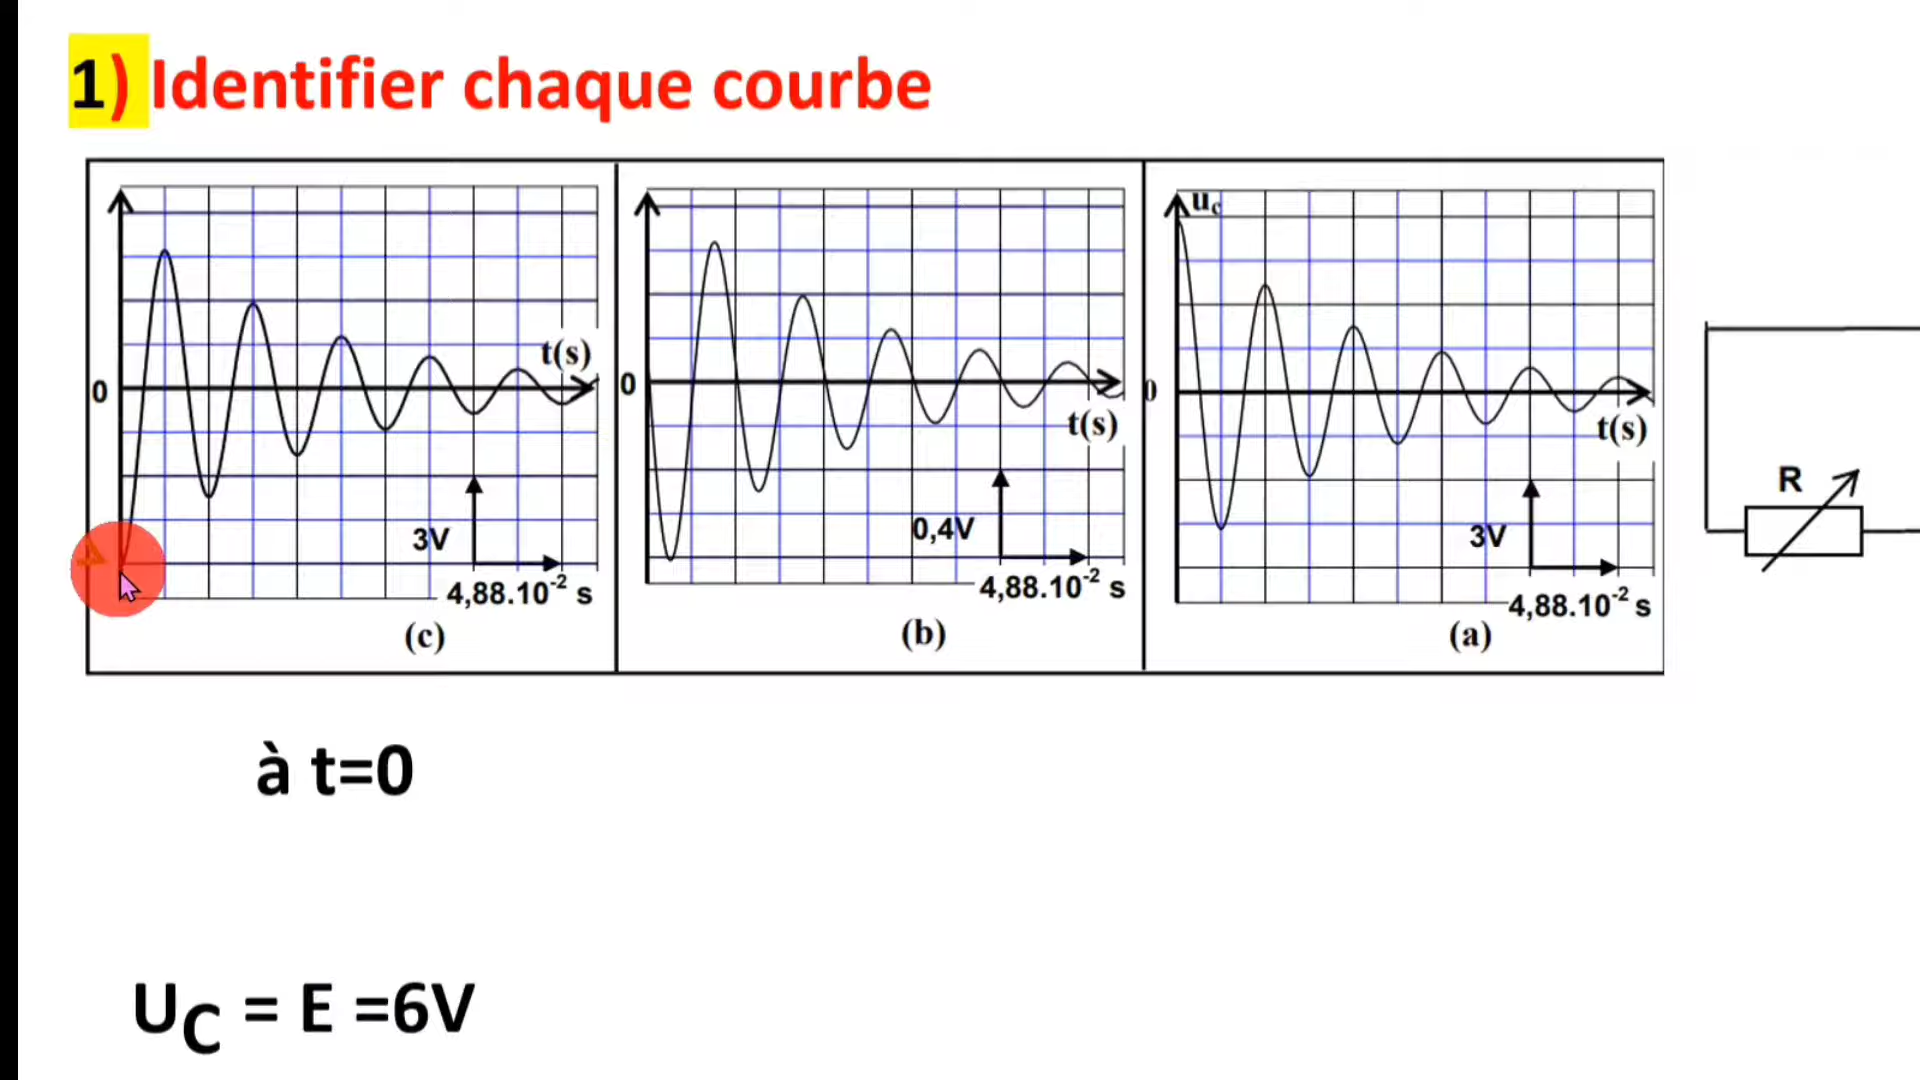 1) Identifier chaque courbe
0
t(s)
3V
4,88.10⁻² s
(c)
0
t(s)
0,4V
4,88.10⁻² s
(b)
uc
0
t(s)
3V
4,88.10⁻² s
(a)
R
à t=0
UC = E =6V